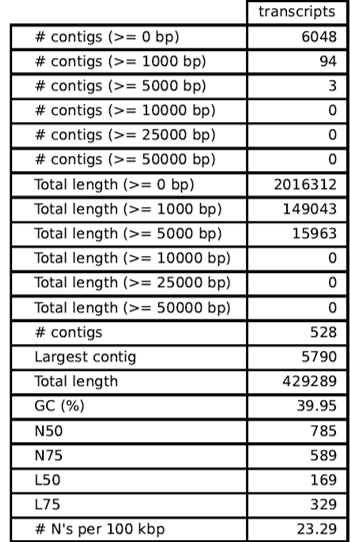 transcripts
# contigs (>= 0 bp) 6048
# contigs (>= 1000 bp) 94
# contigs (>= 5000 bp) 3
# contigs (>= 10000 bp) 0
# contigs (>= 25000 bp) 0
# contigs (>= 50000 bp) 0
Total length (>= 0 bp) 2016312
Total length (>= 1000 bp) 149043
Total length (>= 5000 bp) 15963
Total length (>= 10000 bp) 0
Total length (>= 25000 bp) 0
Total length (>= 50000 bp) 0
# contigs 528
Largest contig 5790
Total length 429289
GC (%) 39.95
N50 785
N75 589
L50 169
L75 329
# N's per 100 kbp 23.29